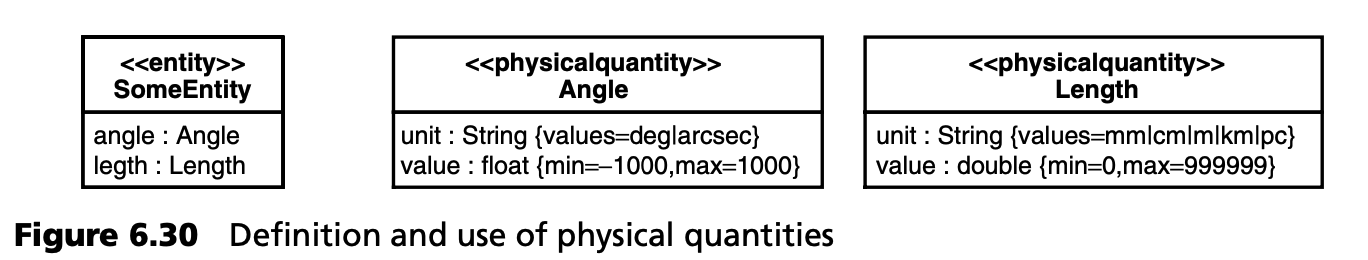 <<entity>>
SomeEntity
angle : Angle
legth : Length
<<physicalquantity>>
Angle
unit : String {values=deg|arcsec}
value : float {min=–1000,max=1000}
<<physicalquantity>>
Length
unit : String {values=mm|cm|m|km|pc}
value : double {min=0,max=999999}
Figure 6.30 Definition and use of physical quantities